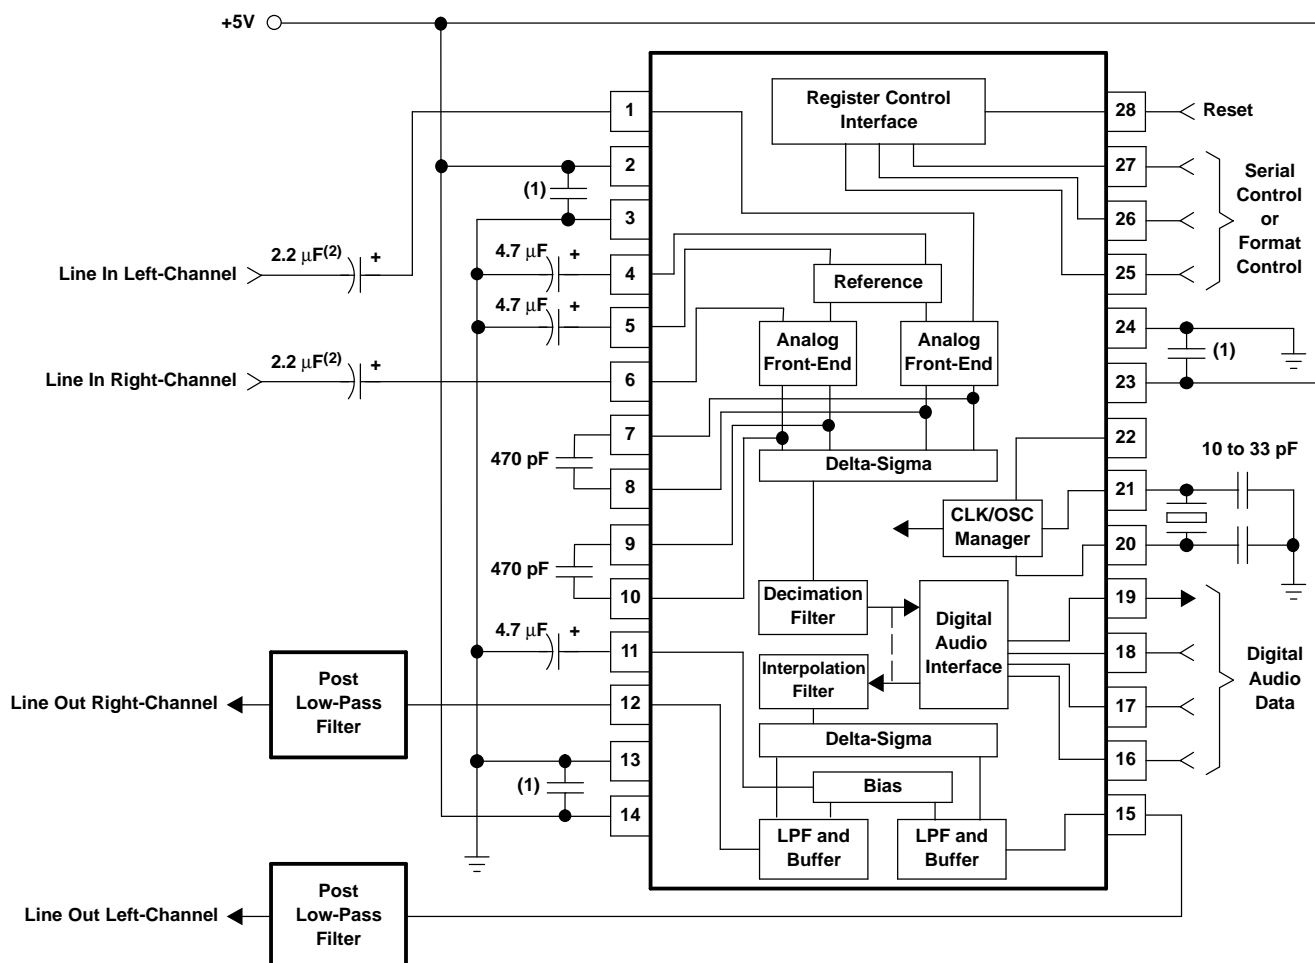 +5V
1
2
(1)
3
4.7 μF
+
4
4.7 μF
+
5
2.2 μF(2)
+
Line In Left-Channel
2.2 μF(2)
+
Line In Right-Channel
6
7
470 pF
8
9
470 pF
10
4.7 μF
+
11
12
13
(1)
14
Post
Low-Pass
Filter
Line Out Right-Channel
Post
Low-Pass
Filter
Line Out Left-Channel
Register Control
Interface
Reference
Analog
Front-End
Analog
Front-End
Delta-Sigma
CLK/OSC
Manager
Decimation
Filter
Digital
Audio
Interface
Interpolation
Filter
Delta-Sigma
Bias
LPF and
Buffer
LPF and
Buffer
28
Reset
27
26
25
Serial
Control
or
Format
Control
24
(1)
23
22
10 to 33 pF
21
20
19
18
17
16
Digital
Audio
Data
15